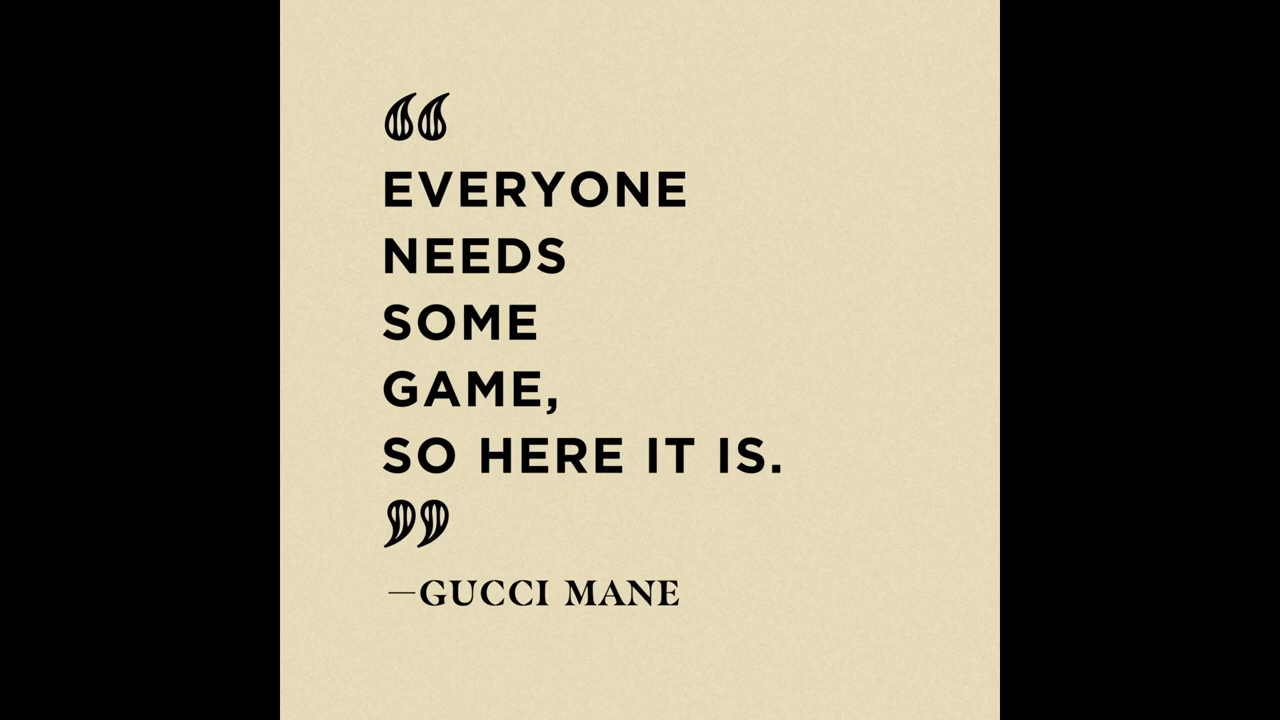 “
EVERYONE
NEEDS
SOME
GAME,
SO HERE IT IS.
”
—GUCCI MANE